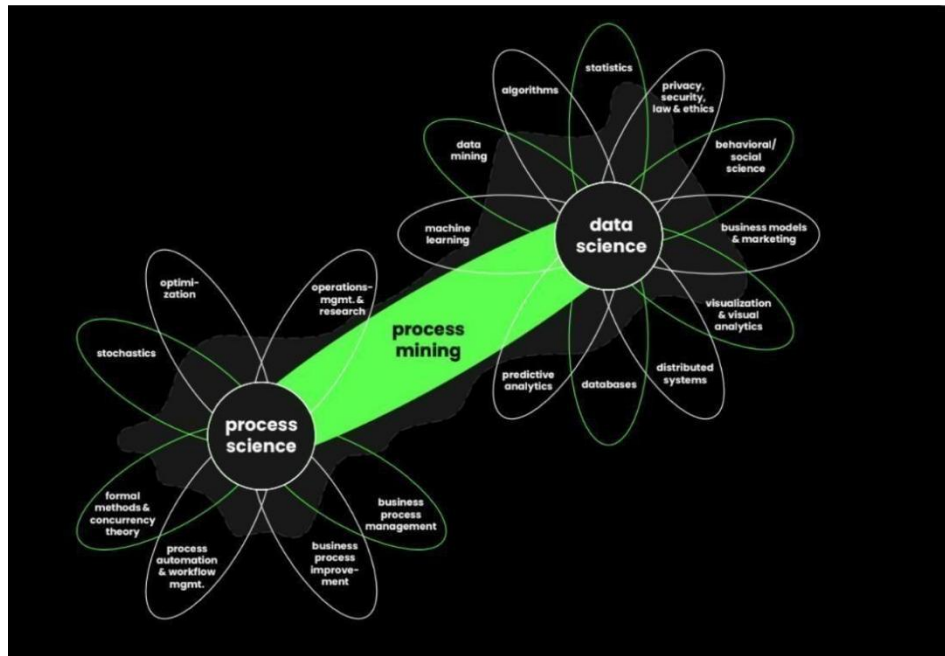 statistics
algorithms
privacy,
security,
law & ethics
data
mining
behavioral/
social
science
machine
learning
data
science
business models
& marketing
optimi-
zation
operations-
mgmt. &
research
visualization
& visual
analytics
process
mining
stochastics
predictive
analytics
databases
distributed
systems
process
science
formal
methods &
concurrency
theory
business
process
management
process
automation
& workflow
mgmt.
business
process
improve-
ment